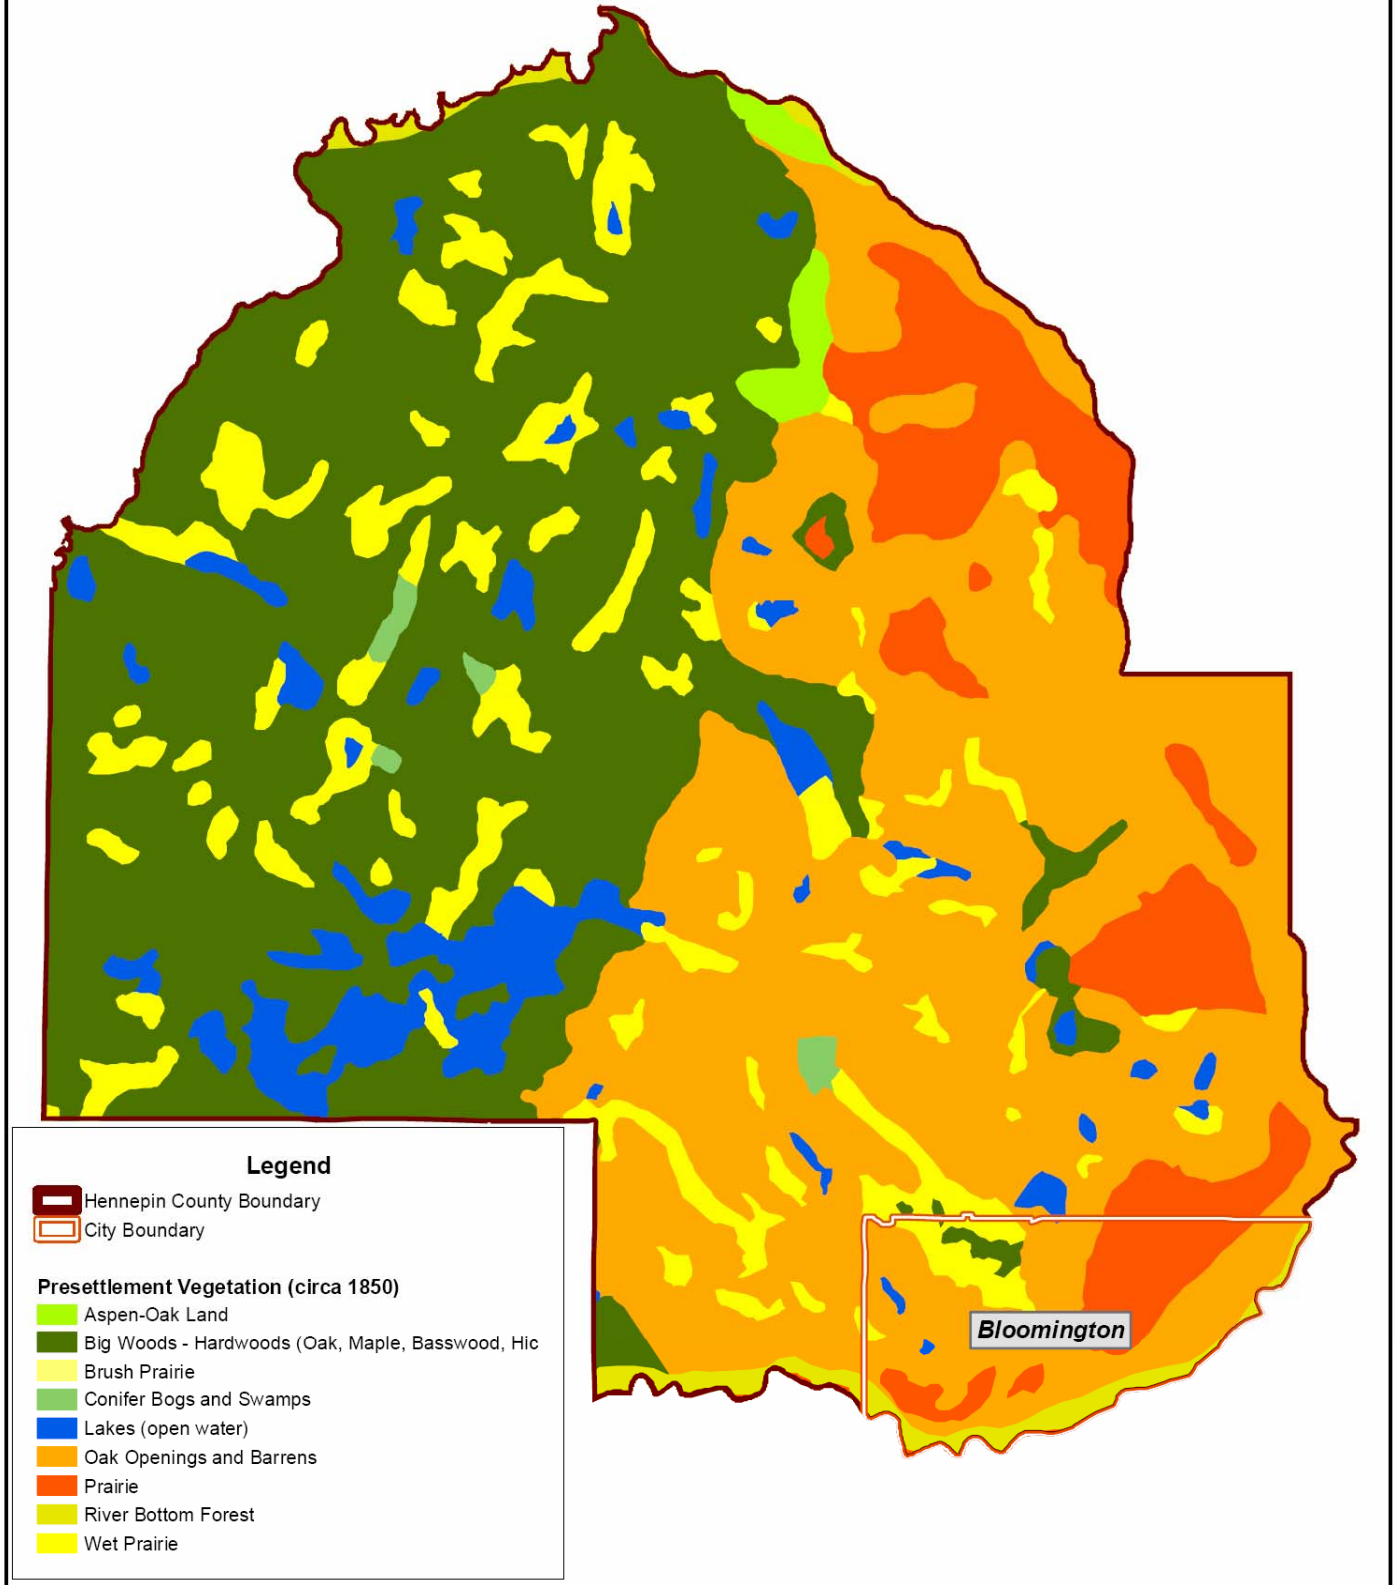 Bloomington
Legend
Hennepin County Boundary
City Boundary
Presettlement Vegetation (circa 1850)
Aspen-Oak Land
Big Woods - Hardwoods (Oak, Maple, Basswood, Hic
Brush Prairie
Conifer Bogs and Swamps
Lakes (open water)
Oak Openings and Barrens
Prairie
River Bottom Forest
Wet Prairie